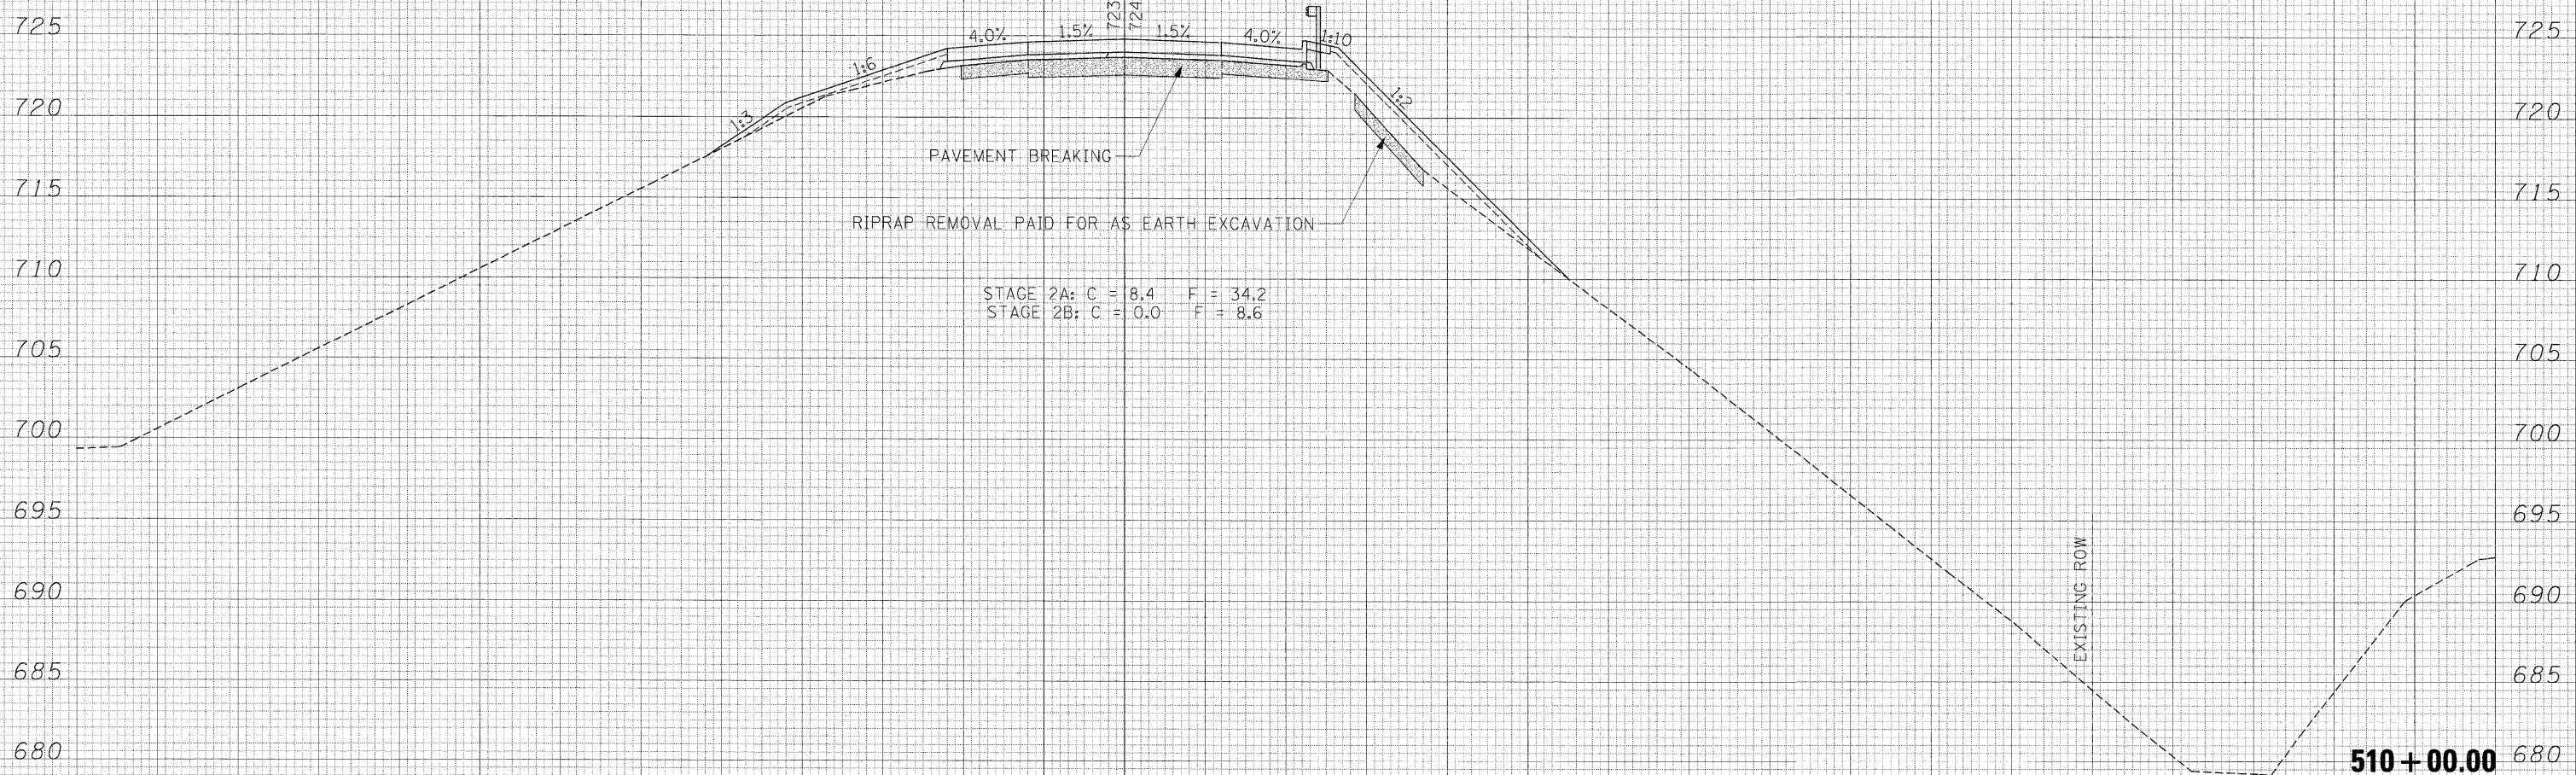 723
724
725 4.0% 1.5% 1.5% 4.0% 1:10 725
1:6
720 1:3 1:2 720
PAVEMENT BREAKING
715 715
RIPRAP REMOVAL PAID FOR AS EARTH EXCAVATION
710 710
STAGE 2A: C = 8.4 F = 34.2
STAGE 2B: C = 0.0 F = 8.6
705 705
700 700
695 695
EXISTING ROW
690 690
685 685
680 510+00.00 680